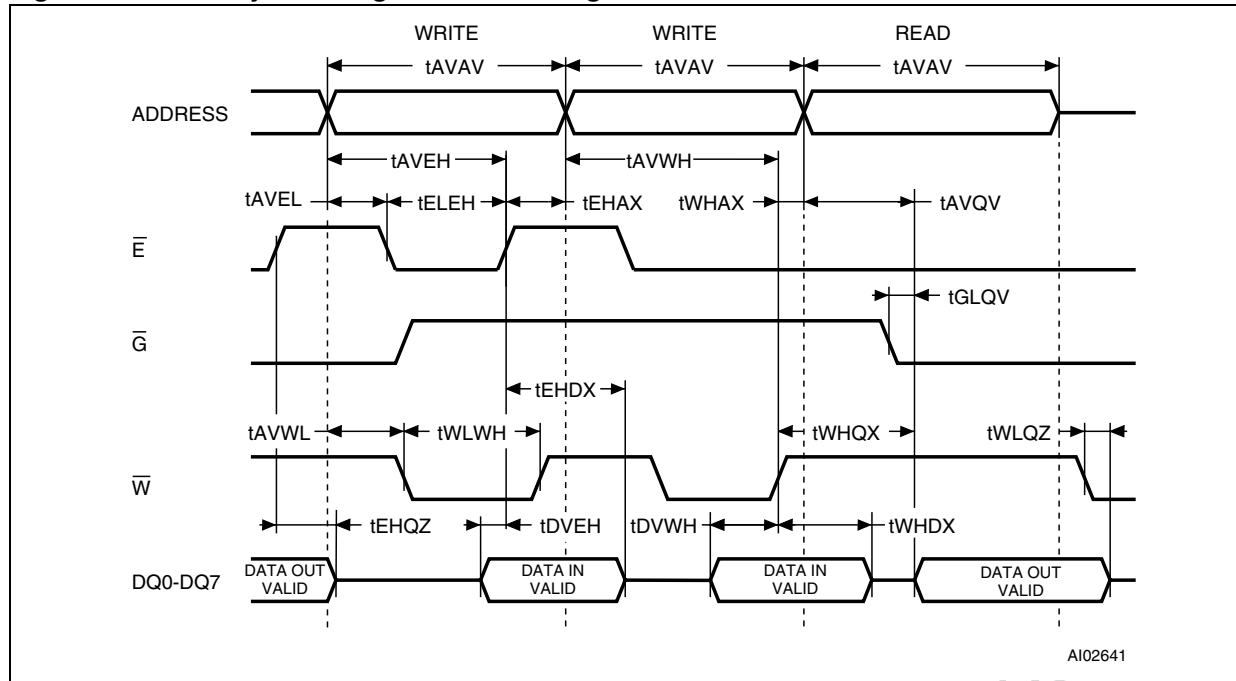 WRITE WRITE READ
tAVAV tAVAV tAVAV
ADDRESS
tAVEH tAVWH
tAVEL tELEH tEHAX tWHAX tAVQV
E
tGLQV
G
tEHDX
tAVWL tWLWH tWHQX tWLQZ
W
tEHQZ tDVEH tDVWH tWHDX
DQ0-DQ7 DATA OUT VALID DATA IN VALID DATA IN VALID DATA OUT VALID
AI02641